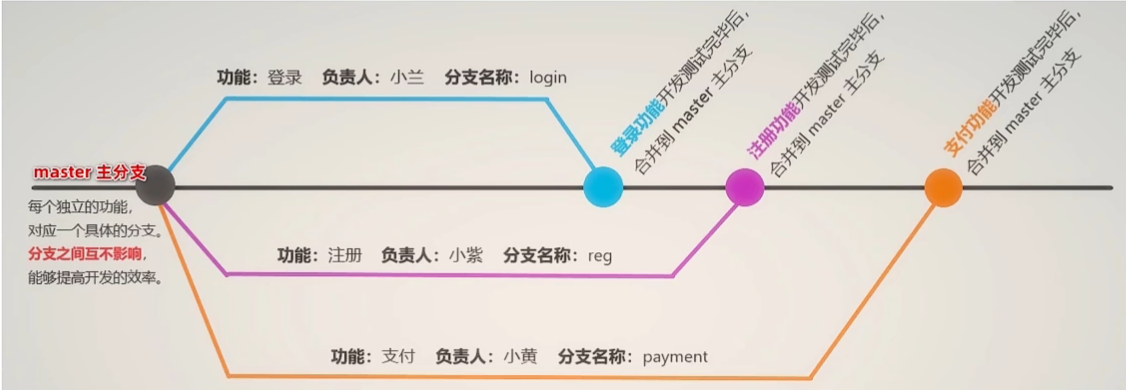 功能：登录 负责人：小兰 分支名称：login
登录功能开发测试完毕后，
合并到 master 主分支
注册功能开发测试完毕后，
合并到 master 主分支
支付功能开发测试完毕后，
合并到 master 主分支
master 主分支
每个独立的功能，
对应一个具体的分支。
分支之间互不影响，
能够提高开发的效率。
功能：注册 负责人：小紫 分支名称：reg
功能：支付 负责人：小黄 分支名称：payment